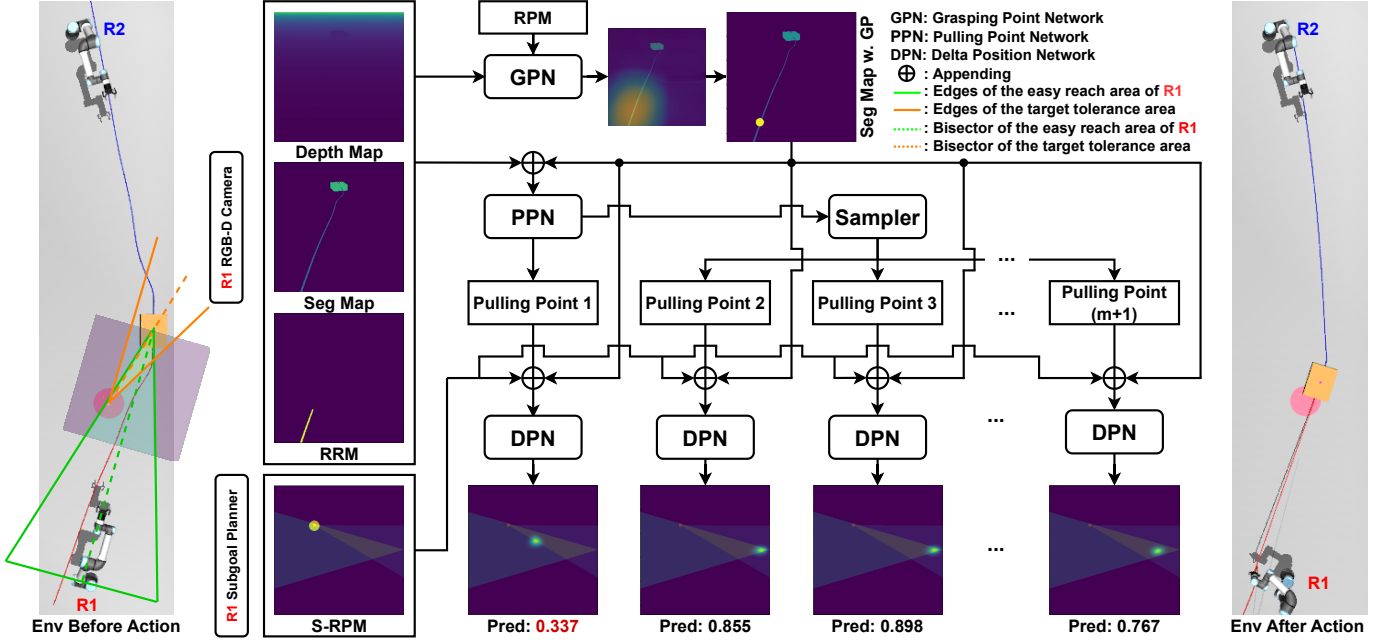 R2
RPM
GPN
Seg Map w. GP
GPN: Grasping Point Network
PPN: Pulling Point Network
DPN: Delta Position Network
: Appending
: Edges of the easy reach area of R1
: Edges of the target tolerance area
: Bisector of the easy reach area of R1
: Bisector of the target tolerance area
R2
Depth Map
R1 RGB-D Camera
PPN
Sampler
Seg Map
Pulling Point 1
Pulling Point 2
Pulling Point 3
...
...
Pulling Point
(m+1)
RRM
DPN
DPN
DPN
...
DPN
R1 Subgoal Planner
...
R1
R1
Env Before Action
S-RPM
Pred: 0.337
Pred: 0.855
Pred: 0.898
Pred: 0.767
Env After Action